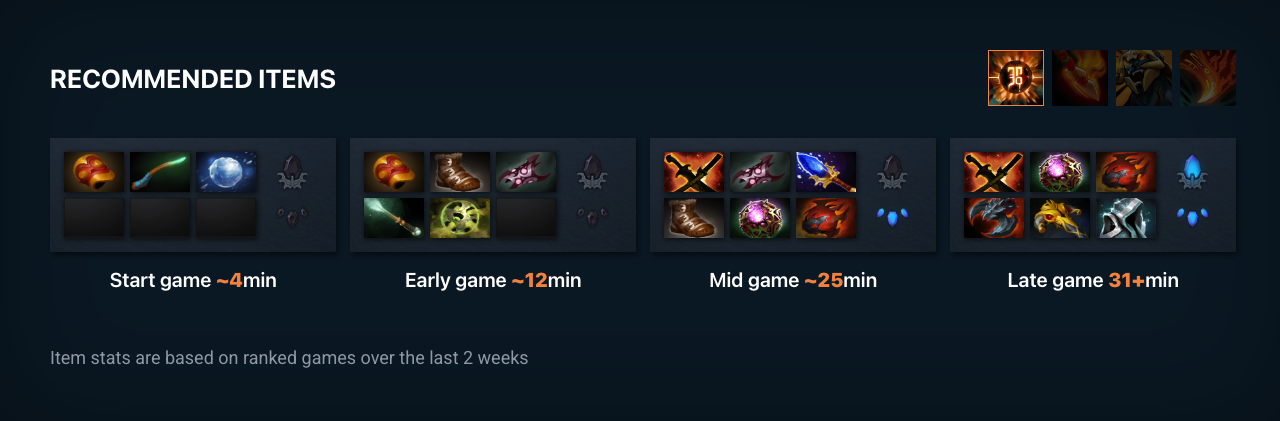 RECOMMENDED ITEMS
Start game ~4min
Early game ~12min
Mid game ~25min
Late game 31+min
Item stats are based on ranked games over the last 2 weeks